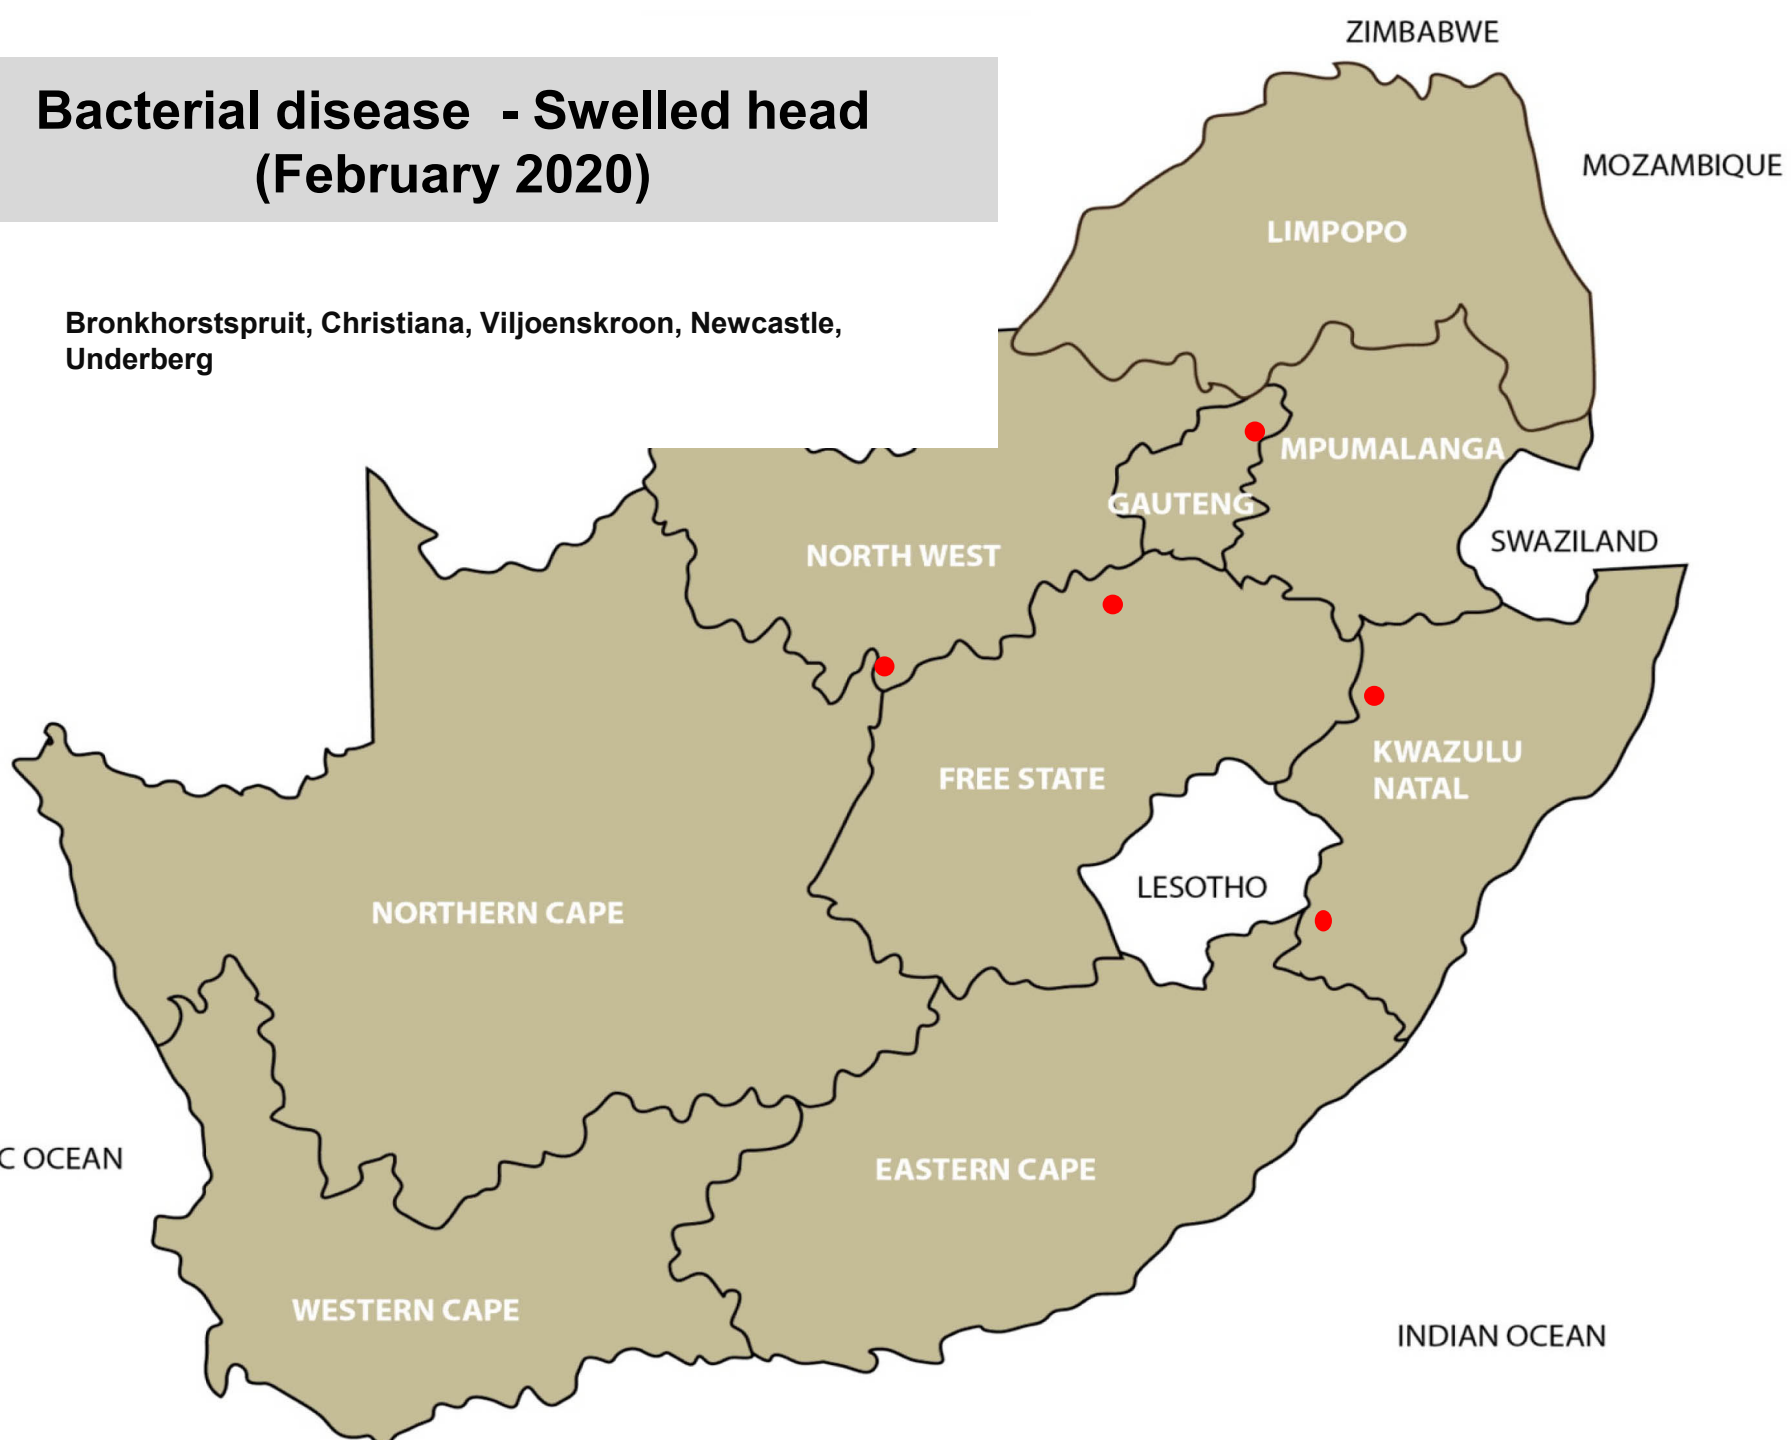 Bacterial disease  - Swelled head
(February 2020)
Bronkhorstspruit, Christiana, Viljoenskroon, Newcastle,
Underberg
ZIMBABWE
MOZAMBIQUE
LIMPOPO
MPUMALANGA
GAUTENG
SWAZILAND
NORTH WEST
KWAZULU
NATAL
FREE STATE
LESOTHO
NORTHERN CAPE
C OCEAN
EASTERN CAPE
WESTERN CAPE
INDIAN OCEAN